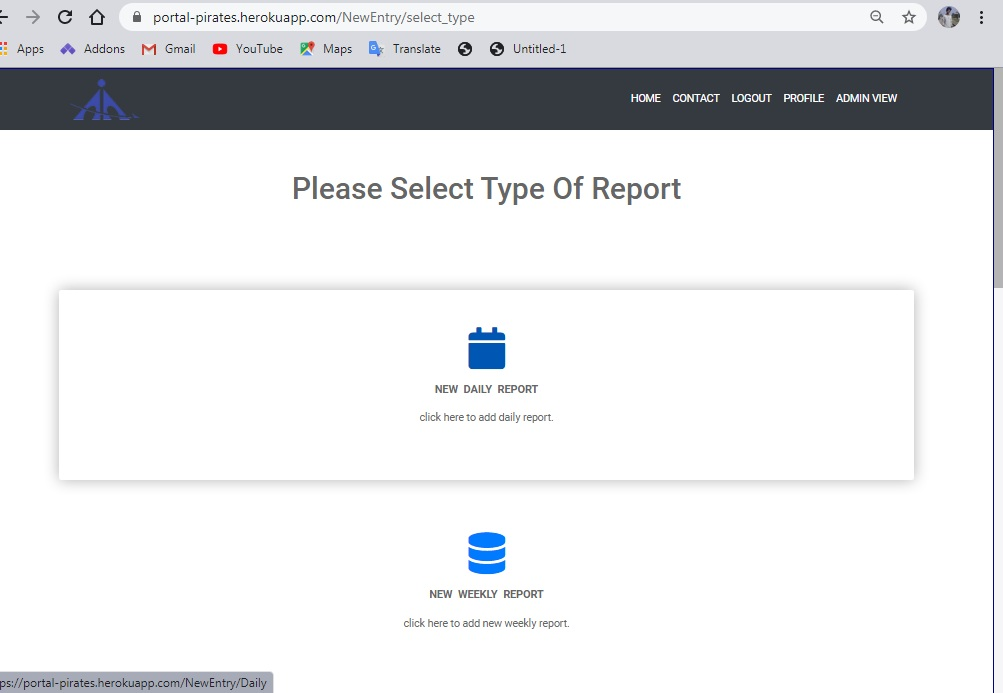 portal-pirates.herokuapp.com/NewEntry/select_type
Apps Addons Gmail YouTube Maps Translate Untitled-1
HOME CONTACT LOGOUT PROFILE ADMIN VIEW
Please Select Type Of Report
NEW DAILY REPORT
click here to add daily report.
NEW WEEKLY REPORT
click here to add new weekly report.
ps://portal-pirates.herokuapp.com/NewEntry/Daily